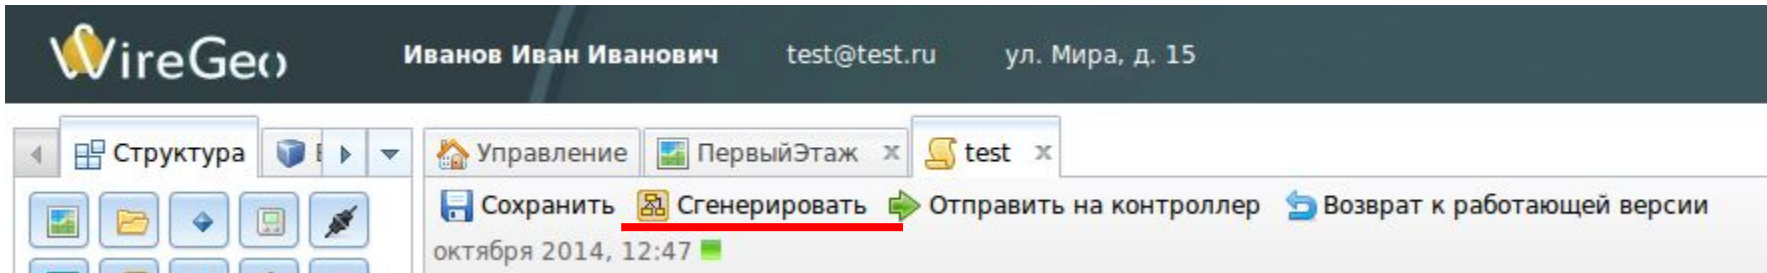 WireGeo Иванов Иван Иванович test@test.ru ул. Мира, д. 15
Структура Управление ПервыйЭтаж x test x
Сохранить Сгенерировать Отправить на контроллер Возврат к работающей версии
октября 2014, 12:47